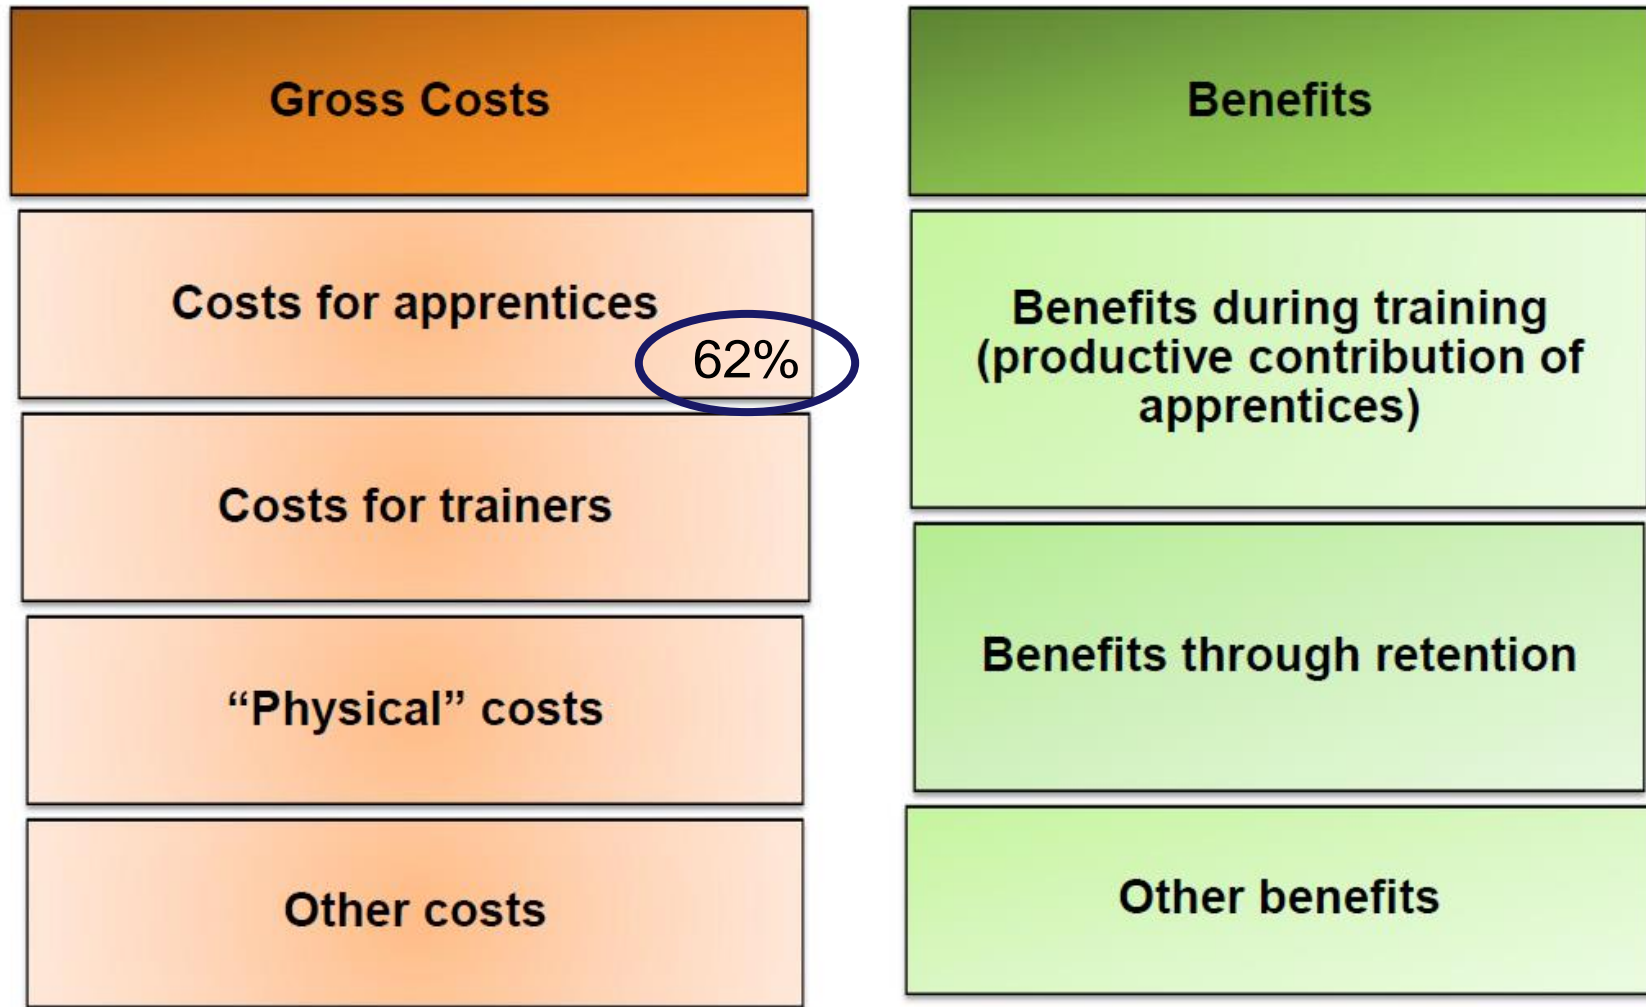 Gross Costs
Costs for apprentices
62%
Costs for trainers
“Physical” costs
Other costs
Benefits
Benefits during training
(productive contribution of
apprentices)
Benefits through retention
Other benefits